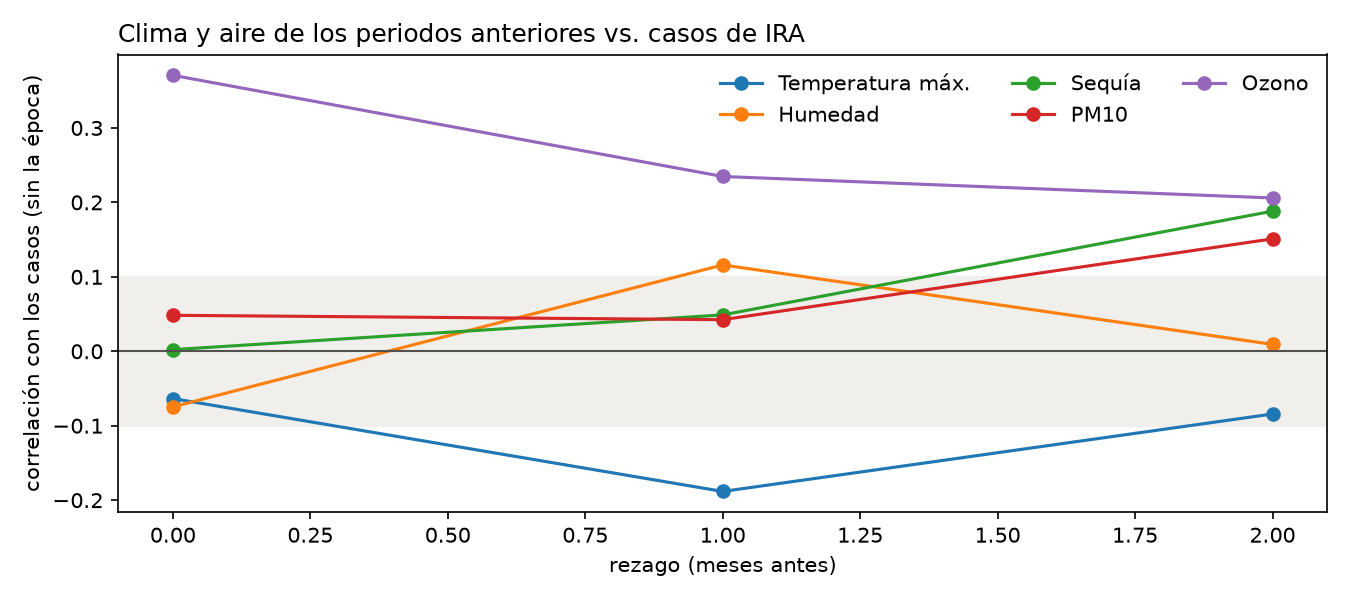 Clima y aire de los periodos anteriores vs. casos de IRA
correlación con los casos (sin la época)
Temperatura máx.
Humedad
Sequía
PM10
Ozono
0.3
0.2
0.1
0.0
−0.1
−0.2
0.00 0.25 0.50 0.75 1.00 1.25 1.50 1.75 2.00
rezago (meses antes)